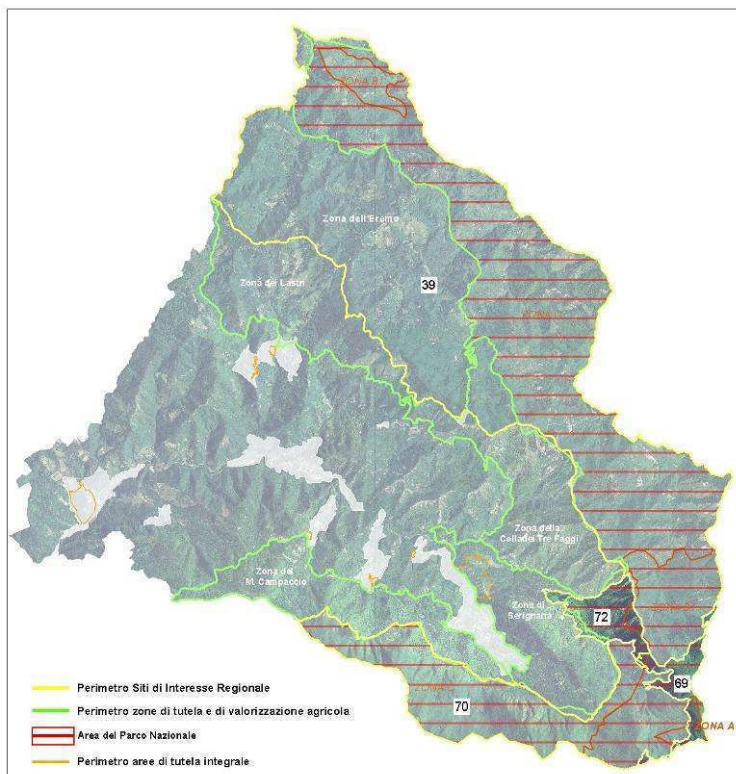 Zona dell'Eremo
39
Zona dei Lastri
Zona della
Colla dei Tre Faggi
Zona del
M. Campaccio
Zona di
Serignana
72
69
70
ZONA A
Perimetro Siti di Interesse Regionale
Perimetro zone di tutela e di valorizzazione agricola
Area del Parco Nazionale
Perimetro aree di tutela integrale